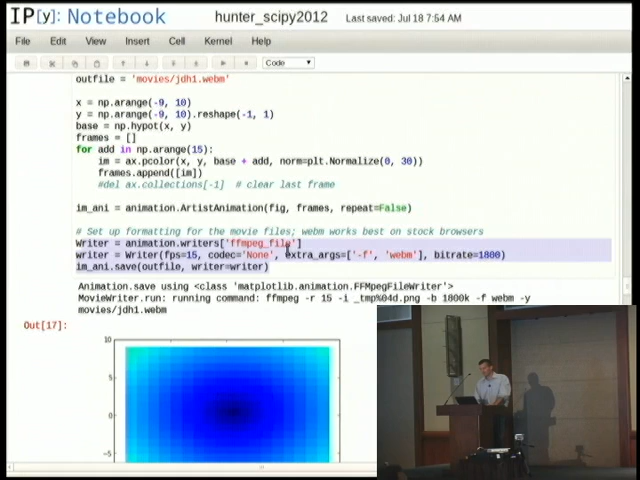 IP[y]: Notebook hunter_scipy2012 Last saved: Jul 18 7:54 AM
File Edit View Insert Cell Kernel Help
Code
outfile = 'movies/jdh1.webm'
x = np.arange(-9, 10)
y = np.arange(-9, 10).reshape(-1, 1)
base = np.hypot(x, y)
frames = []
for add in np.arange(15):
im = ax.pcolor(x, y, base + add, norm=plt.Normalize(0, 30))
frames.append([im])
#del ax.collections[-1] # clear last frame
im_ani = animation.ArtistAnimation(fig, frames, repeat=False)
# Set up formatting for the movie files; webm works best on stock browsers
Writer = animation.writers['ffmpeg_file']
writer = Writer(fps=15, codec='None', extra_args=['-f', 'webm'], bitrate=1800)
im_ani.save(outfile, writer=writer)
Animation.save using <class 'matplotlib.animation.FFMpegFileWriter'>
MovieWriter.run: running command: ffmpeg -r 15 -i _tmp%04d.png -b 1800k -f webm -y
movies/jdh1.webm
Out[17]:
10
5
0
−5